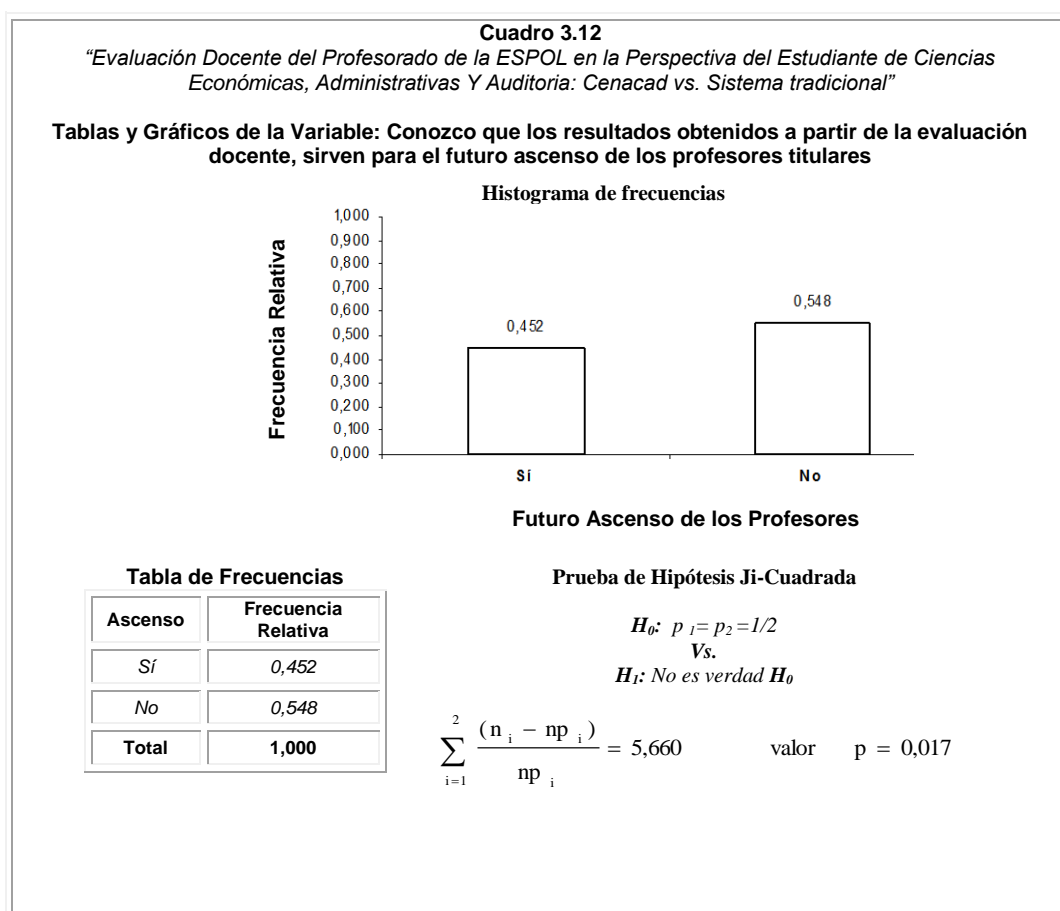 Cuadro 3.12
“Evaluación Docente del Profesorado de la ESPOL en la Perspectiva del Estudiante de Ciencias
Económicas, Administrativas Y Auditoria: Cenacad vs. Sistema tradicional”
Tablas y Gráficos de la Variable: Conozco que los resultados obtenidos a partir de la evaluación
docente, sirven para el futuro ascenso de los profesores titulares
Histograma de frecuencias
Frecuencia Relativa
1,000
0,900
0,800
0,700
0,600
0,500
0,400
0,300
0,200
0,100
0,000
0,452
0,548
Sí No
Futuro Ascenso de los Profesores
Tabla de Frecuencias
Ascenso Frecuencia
Relativa
Sí 0,452
No 0,548
Total 1,000
Prueba de Hipótesis Ji-Cuadrada
H0: p 1= p2 =1/2
Vs.
H1: No es verdad H0
2
∑ (n i − np i) / np i = 5,660 valor p = 0,017
i=1